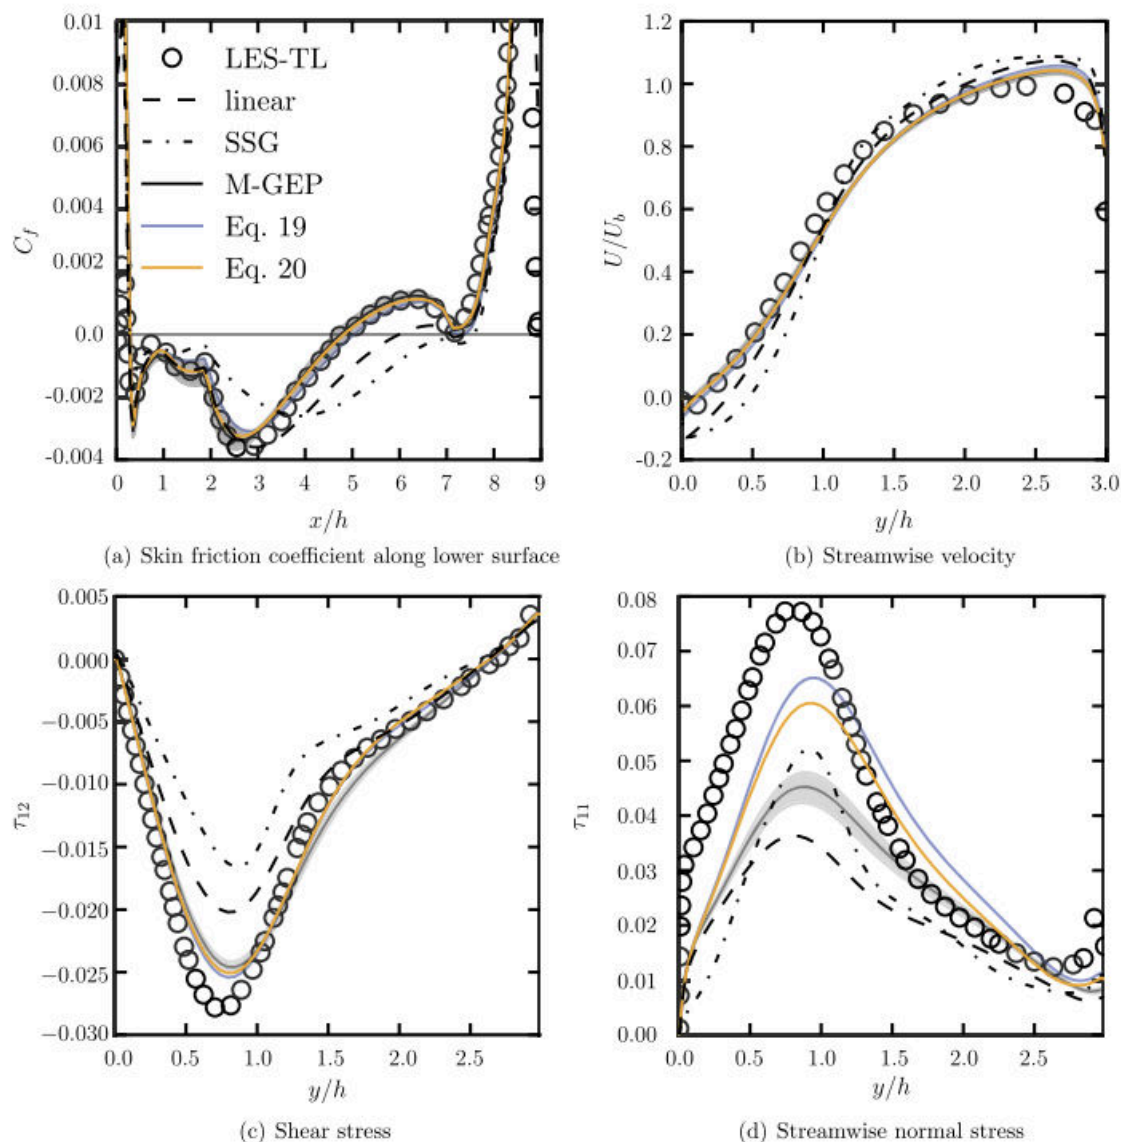 0.01
0.008
0.006
0.004
0.002
0.0
-0.002
-0.004
C_f
LES-TL
linear
SSG
M-GEP
Eq. 19
Eq. 20
0 1 2 3 4 5 6 7 8 9
x/h
(a) Skin friction coefficient along lower surface
1.2
1.0
0.8
0.6
0.4
0.2
0.0
-0.2
U/U_b
0.0 0.5 1.0 1.5 2.0 2.5 3.0
y/h
(b) Streamwise velocity
0.005
0.000
−0.005
−0.010
−0.015
−0.020
−0.025
−0.030
τ_12
0.0 0.5 1.0 1.5 2.0 2.5
y/h
(c) Shear stress
0.08
0.07
0.06
0.05
0.04
0.03
0.02
0.01
0.00
τ_11
0.0 0.5 1.0 1.5 2.0 2.5
y/h
(d) Streamwise normal stress